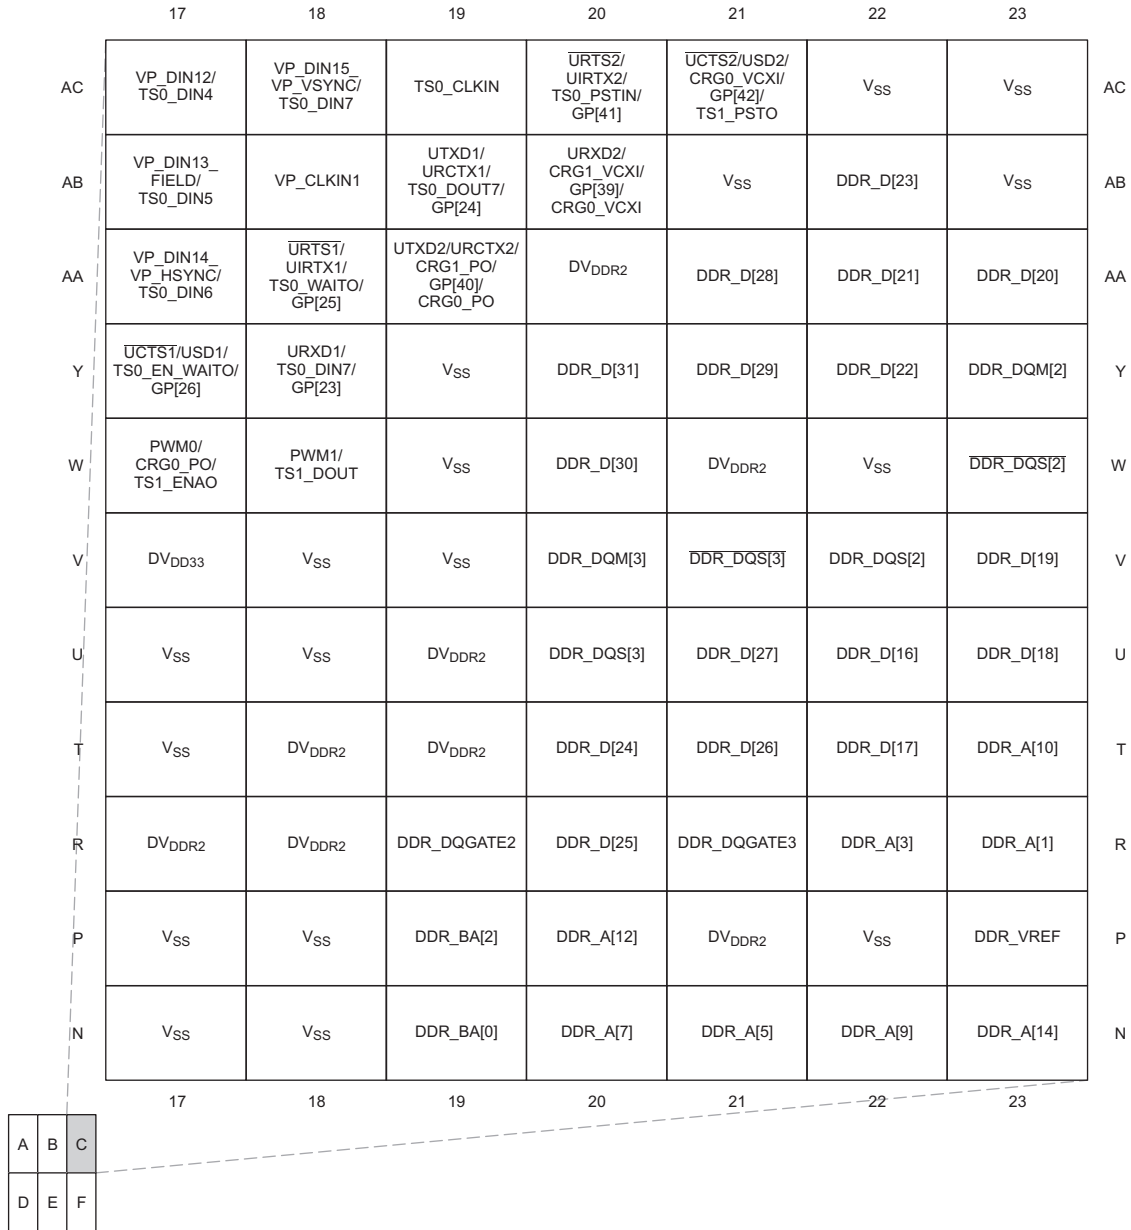 17 18 19 20 21 22 23
AC
VP_DIN12/
TS0_DIN4
VP_DIN15_
VP_VSYNC/
TS0_DIN7
TS0_CLKIN
URTS2/
UIRTX2/
TS0_PSTIN/
GP[41]
UCTS2/USD2/
CRG0_VCXI/
GP[42]/
TS1_PSTO
VSS
VSS
AC
AB
VP_DIN13_
FIELD/
TS0_DIN5
VP_CLKIN1
UTXD1/
URCTX1/
TS0_DOUT7/
GP[24]
URXD2/
CRG1_VCXI/
GP[39]/
CRG0_VCXI
VSS
DDR_D[23]
VSS
AB
AA
VP_DIN14_
VP_HSYNC/
TS0_DIN6
URTS1/
UIRTX1/
TS0_WAITO/
GP[25]
UTXD2/URCTX2/
CRG1_PO/
GP[40]/
CRG0_PO
DVDDR2
DDR_D[28]
DDR_D[21]
DDR_D[20]
AA
Y
UCTS1/USD1/
TS0_EN_WAITO/
GP[26]
URXD1/
TS0_DIN7/
GP[23]
VSS
DDR_D[31]
DDR_D[29]
DDR_D[22]
DDR_DQM[2]
Y
W
PWM0/
CRG0_PO/
TS1_ENAO
PWM1/
TS1_DOUT
VSS
DDR_D[30]
DVDDR2
VSS
DDR_DQS[2]
W
V
DVDD33
VSS
VSS
DDR_DQM[3]
DDR_DQS[3]
DDR_DQS[2]
DDR_D[19]
V
U
VSS
VSS
DVDDR2
DDR_DQS[3]
DDR_D[27]
DDR_D[16]
DDR_D[18]
U
T
VSS
DVDDR2
DVDDR2
DDR_D[24]
DDR_D[26]
DDR_D[17]
DDR_A[10]
T
R
DVDDR2
DVDDR2
DDR_DQGATE2
DDR_D[25]
DDR_DQGATE3
DDR_A[3]
DDR_A[1]
R
P
VSS
VSS
DDR_BA[2]
DDR_A[12]
DVDDR2
VSS
DDR_VREF
P
N
VSS
VSS
DDR_BA[0]
DDR_A[7]
DDR_A[5]
DDR_A[9]
DDR_A[14]
N
17 18 19 20 21 22 23
A B C
D E F